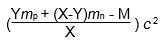 ( Ymₚ + (X-Y)mₙ - M / X ) c²